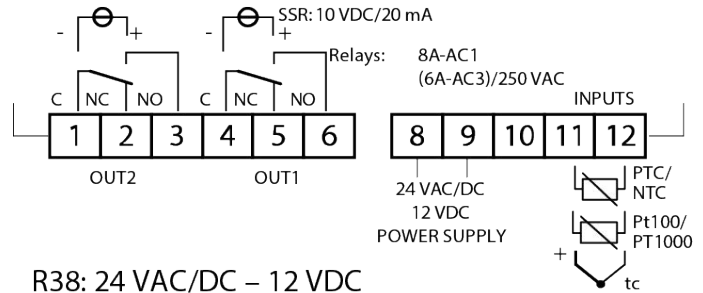 SSR: 10 VDC/20 mA
- + - +
Relays: 8A-AC1
(6A-AC3)/250 VAC
C NC NO C NC NO INPUTS
1 2 3 4 5 6 8 9 10 11 12
OUT2 OUT1
24 VAC/DC
12 VDC
POWER SUPPLY
PTC/
NTC
Pt100/
PT1000
+ tc
R38: 24 VAC/DC – 12 VDC